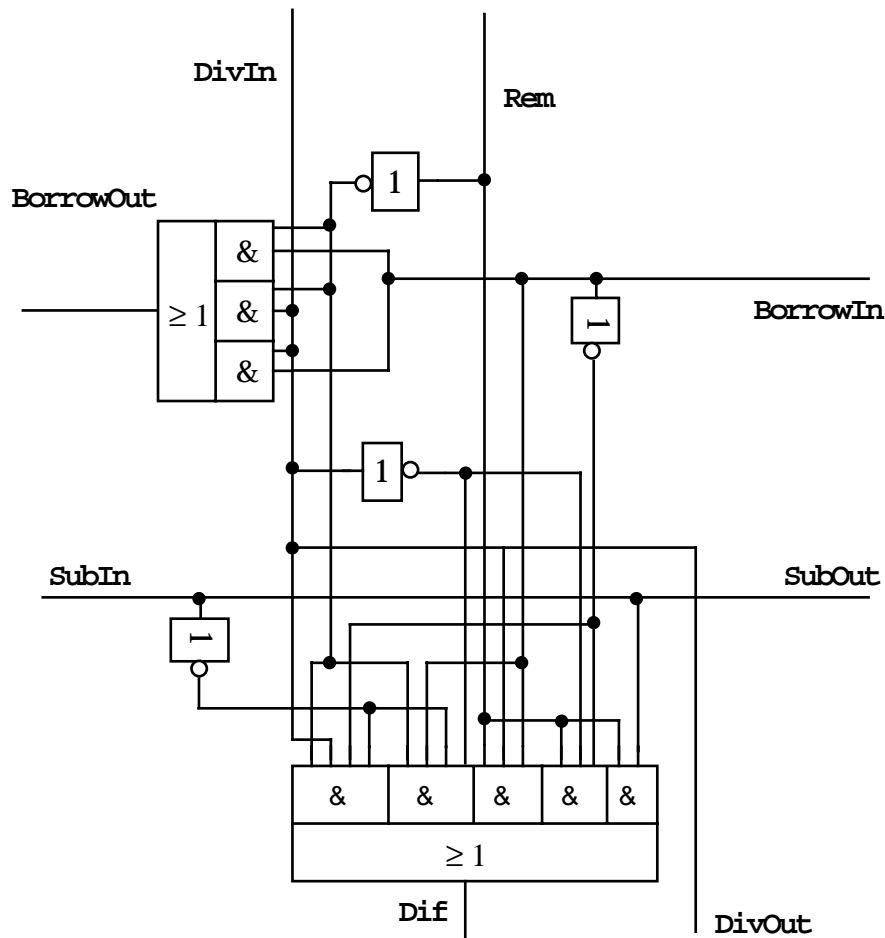 DivIn
Rem
1
BorrowOut
&
≥ 1
&
&
BorrowIn
1
1
SubIn
SubOut
1
&
&
&
&
&
≥ 1
Dif
DivOut